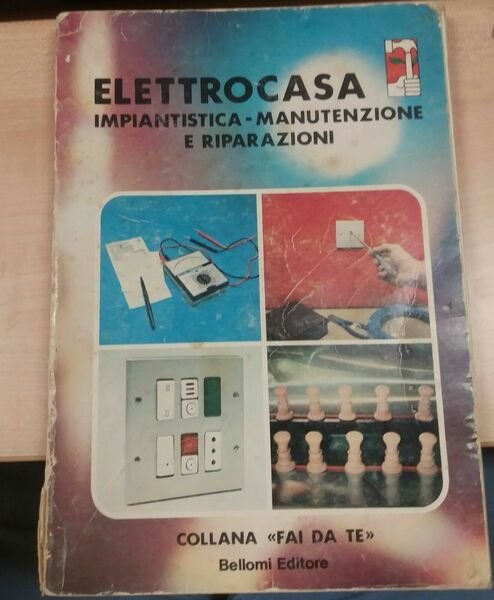 ELETTROCASA
IMPIANTISTICA - MANUTENZIONE
E RIPARAZIONI
COLLANA «FAI DA TE»
Bellomi Editore